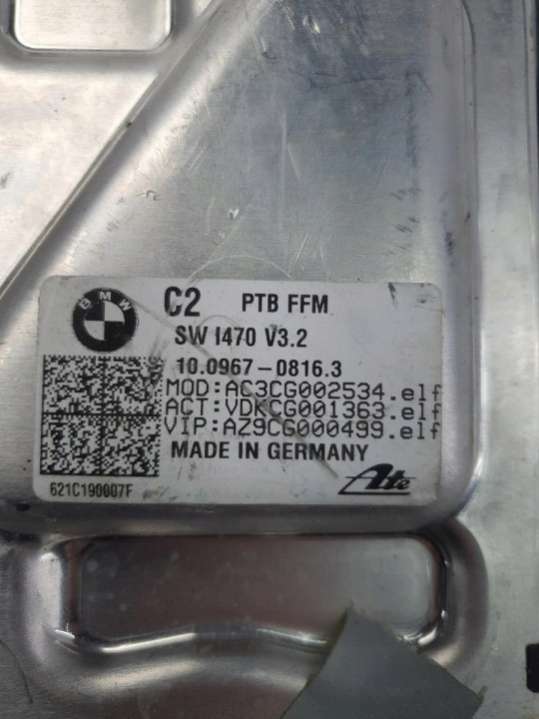 BMW
C2 PTB FFM
SW I470 V3.2
10.0967-0816.3
MOD:AC3CG002534.elf
ACT:VDKCG001363.elf
VIP:AZ9CG000499.elf
MADE IN GERMANY
621C190007F
Ate